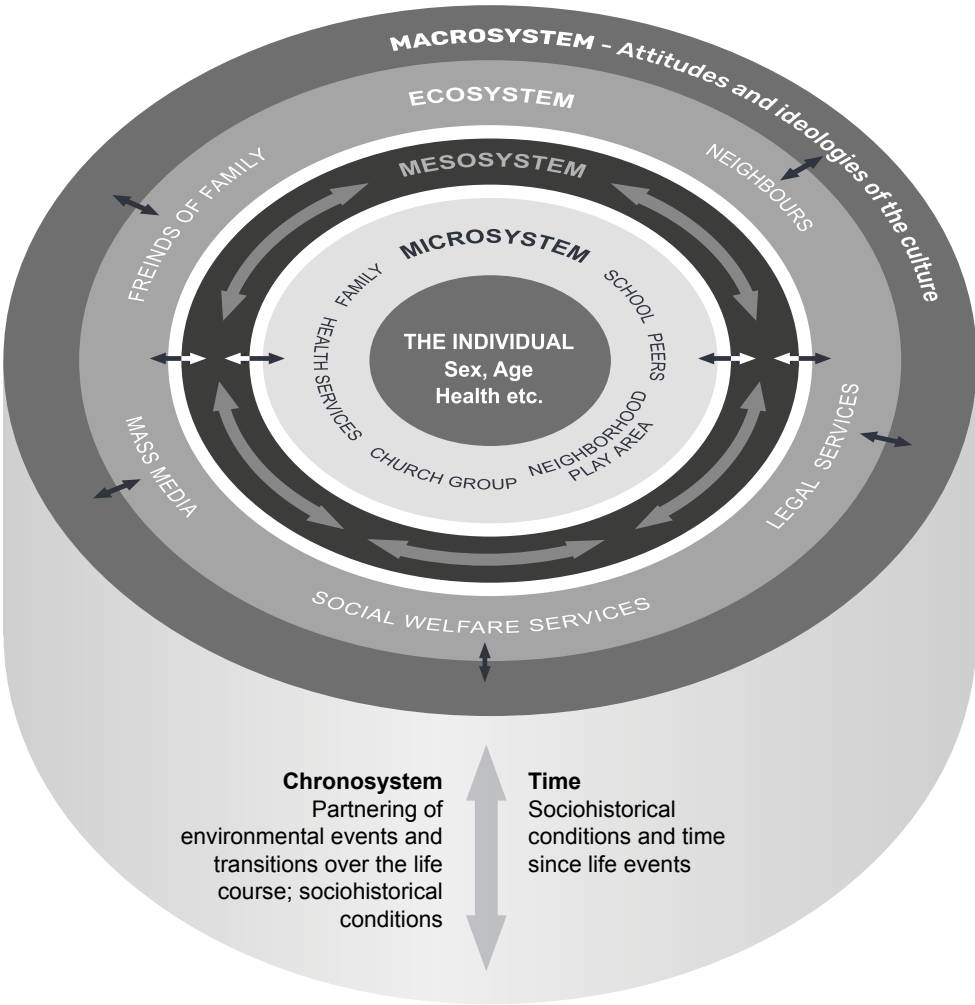 MACROSYSTEM – Attitudes and ideologies of the culture
ECOSYSTEM
FREINDS OF FAMILY
NEIGHBOURS
MESOSYSTEM
MICROSYSTEM
FAMILY
SCHOOL
PEERS
HEALTH SERVICES
THE INDIVIDUAL
Sex, Age
Health etc.
CHURCH GROUP
NEIGHBORHOOD
PLAY AREA
MASS MEDIA
LEGAL SERVICES
SOCIAL WELFARE SERVICES
Chronosystem
Partnering of
environmental events and
transitions over the life
course; sociohistorical
conditions
Time
Sociohistorical
conditions and time
since life events